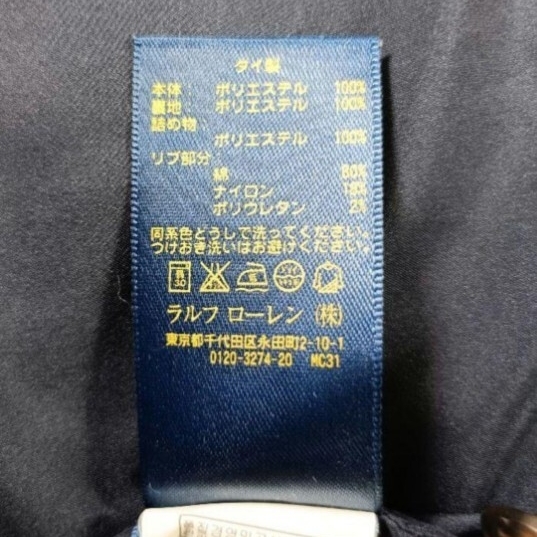 タイ製
本体: ポリエステル 100%
裏地: ポリエステル 100%
詰め物
ポリエステル 100%
リブ部分
綿 80%
ナイロン 18%
ポリウレタン 2%
同系色どうしで洗ってください。
つけおき洗いはお避けください。
ラルフ ローレン (株)
東京都千代田区永田町2-10-1
0120-3274-20 MC31